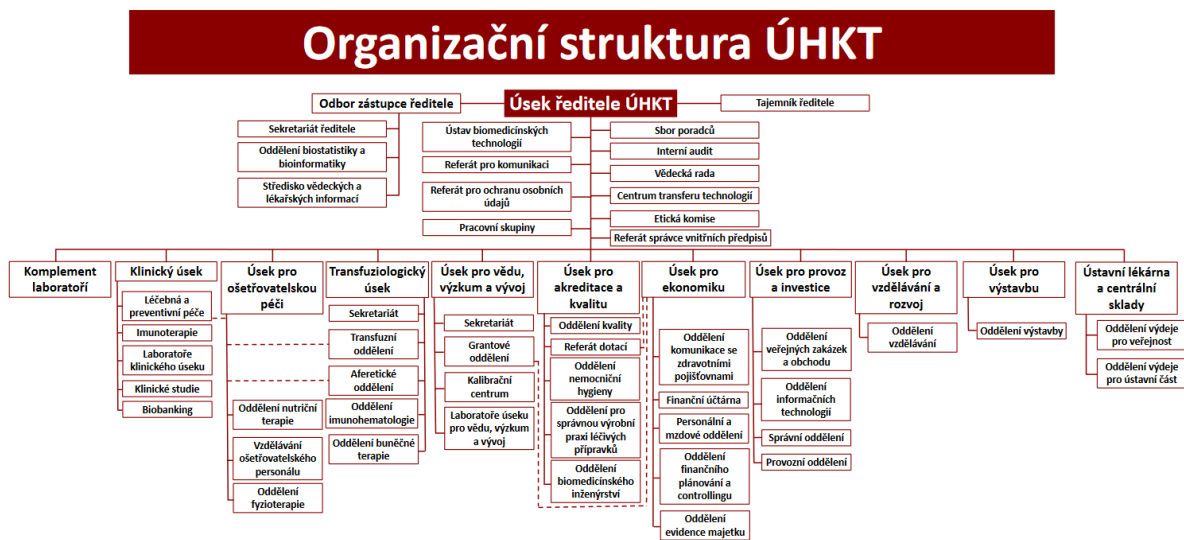 Organizační struktura ÚHKT
Odbor zástupce ředitele
Úsek ředitele ÚHKT
Tajemník ředitele
Sekretariát ředitele
Oddělení biostatistiky a
bioinformatiky
Středisko vědeckých a
lékařských informací
Ústav biomedicínských
technologií
Referát pro komunikaci
Referát pro ochranu osobních
údajů
Pracovní skupiny
Sbor poradců
Interní audit
Vědecká rada
Centrum transferu technologií
Etická komise
Referát správce vnitřních předpisů
Komplement
laboratoří
Klinický úsek
Léčebná a
preventivní péče
Imunoterapie
Laboratoře
klinického úseku
Klinické studie
Biobanking
Úsek pro
ošetřovatelskou
péči
Oddělení nutriční
terapie
Vzdělávání
ošetřovatelského
personálu
Oddělení
fyzioterapie
Transfuziologický
úsek
Sekretariát
Transfuzní
oddělení
Aferetické
oddělení
Oddělení
imunohematologie
Oddělení buněčné
terapie
Úsek pro vědu,
výzkum a vývoj
Sekretariát
Grantové
oddělení
Kalibrační
centrum
Laboratoře úseku
pro vědu, výzkum
a vývoj
Úsek pro
akreditace a
kvalitu
Oddělení kvality
Referát dotací
Oddělení
nemocniční
hygieny
Oddělení pro
správnou výrobní
praxi léčivých
přípravků
Oddělení
biomedicínského
inženýrství
Úsek pro
ekonomiku
Oddělení
komunikace se
zdravotními
pojišťovnami
Finanční účtárna
Personální a
mzdové oddělení
Oddělení
finančního
plánování a
controllingu
Oddělení
evidence majetku
Úsek pro provoz
a investice
Oddělení
veřejných zakázek
a obchodu
Oddělení
informačních
technologií
Správní oddělení
Provozní oddělení
Úsek pro
vzdělávání a
rozvoj
Oddělení
vzdělávání
Úsek pro
výstavbu
Oddělení výstavby
Ústavní lékárna
a centrální
sklady
Oddělení výdeje
pro veřejnost
Oddělení výdeje
pro ústavní část